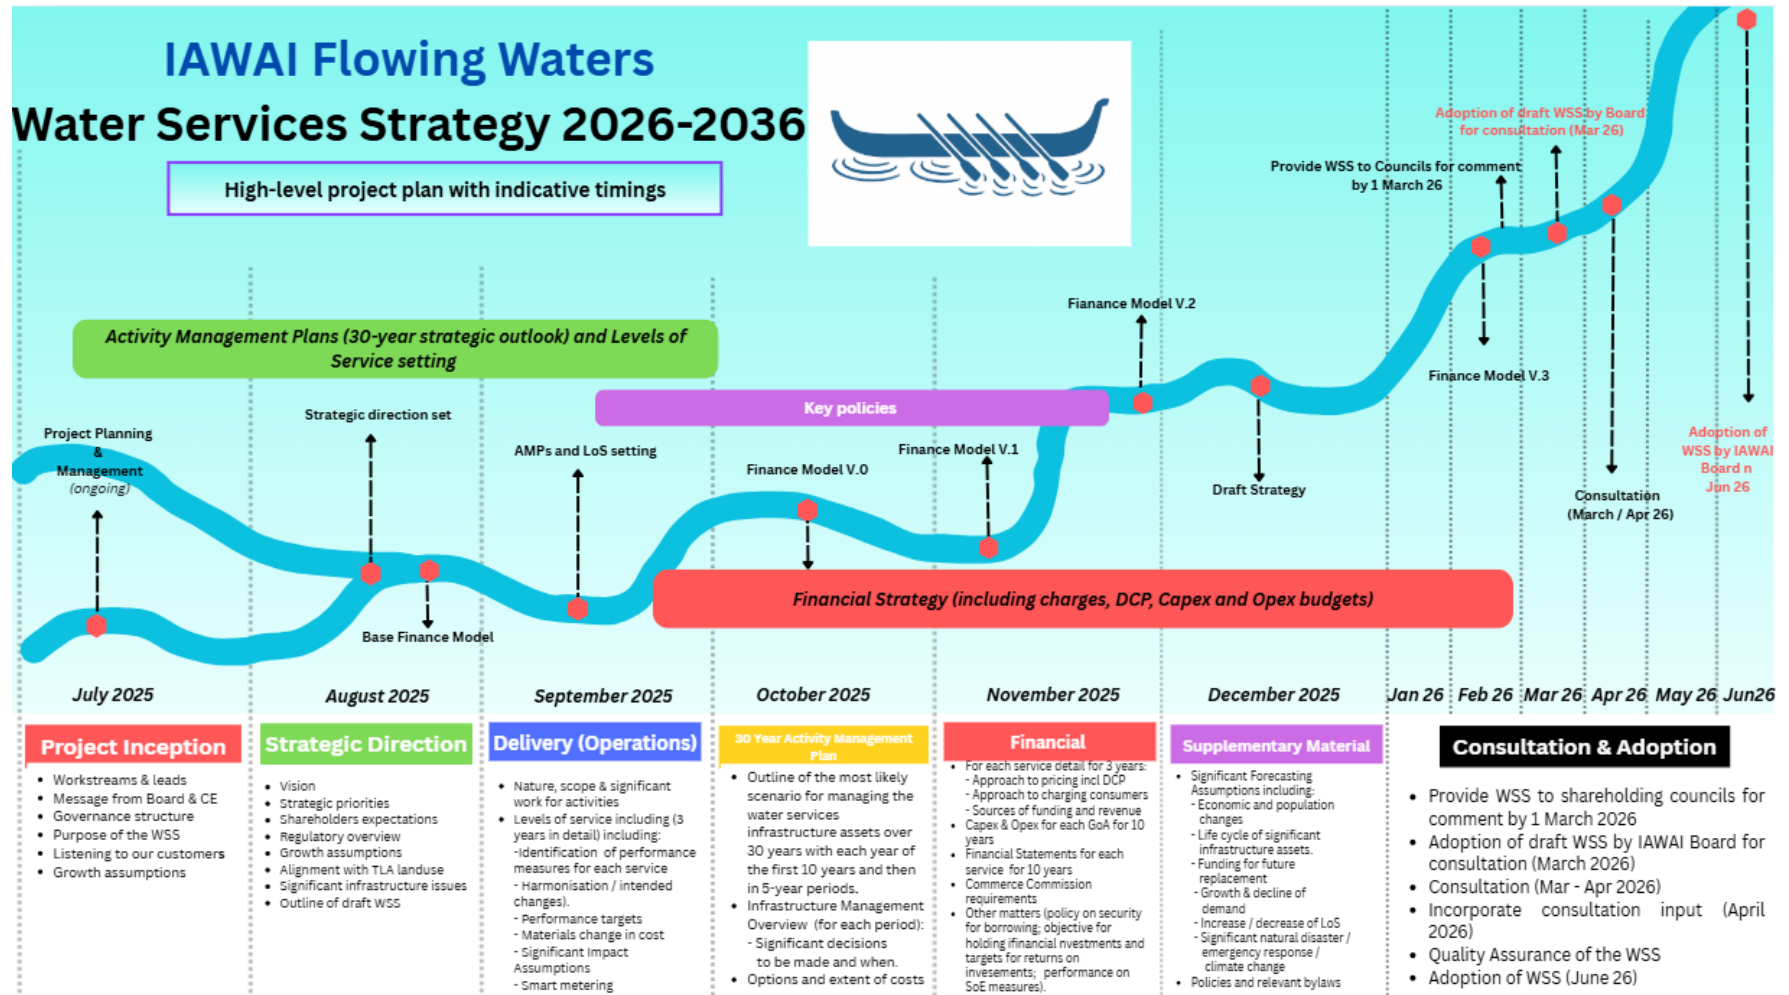 IAWAI Flowing Waters
Water Services Strategy 2026-2036
High-level project plan with indicative timings
Adoption of draft WSS by Board
for consultation (Mar 26)
Provide WSS to Councils for comment
by 1 March 26
Fianance Model V.2
Activity Management Plans (30-year strategic outlook) and Levels of
Service setting
Finance Model V.3
Key policies
Strategic direction set
Project Planning
&
Management
(ongoing)
AMPs and LoS setting
Finance Model V.0
Finance Model V.1
Draft Strategy
Consultation
(March / Apr 26)
Adoption of
WSS by IAWAI
Board n
Jun 26
Financial Strategy (including charges, DCP, Capex and Opex budgets)
Base Finance Model
July 2025
August 2025
September 2025
October 2025
November 2025
December 2025
Jan 26
Feb 26
Mar 26
Apr 26
May 26
Jun26
Project Inception
• Workstreams & leads
• Message from Board & CE
• Governance structure
• Purpose of the WSS
• Listening to our customers
• Growth assumptions
Strategic Direction
• Vision
• Strategic priorities
• Shareholders expectations
• Regulatory overview
• Growth assumptions
• Alignment with TLA landuse
• Significant infrastructure issues
• Outline of draft WSS
Delivery (Operations)
• Nature, scope & significant
work for activities
• Levels of service including (3
years in detail) including:
-Identification of performance
measures for each service
- Harmonisation / intended
changes).
- Performance targets
- Materials change in cost
- Significant Impact
Assumptions
- Smart metering
30 Year Activity Management
Plan
• Outline of the most likely
scenario for managing the
water services
infrastructure assets over
30 years with each year of
the first 10 years and then
in 5-year periods.
• Infrastructure Management
Overview (for each period):
- Significant decisions
to be made and when.
• Options and extent of costs
Financial
• For each service detail for 3 years:
- Approach to pricing incl DCP
- Approach to charging consumers
- Sources of funding and revenue
• Capex & Opex for each GoA for 10
years
• Financial Statements for each
service for 10 years
• Commerce Commission
requirements
• Other matters (policy on security
for borrowing; objective for
holding ifinancial nvestments and
targets for returns on
invesements; performance on
SoE measures).
Supplementary Material
• Significant Forecasting
Assumptions including:
- Economic and population
changes
- Life cycle of significant
infrastructure assets.
- Funding for future
replacement
- Growth & decline of
demand
- Increase / decrease of LoS
- Significant natural disaster /
emergency response /
climate change
• Policies and relevant bylaws
Consultation & Adoption
• Provide WSS to shareholding councils for
comment by 1 March 2026
• Adoption of draft WSS by IAWAI Board for
consultation (March 2026)
• Consultation (Mar - Apr 2026)
• Incorporate consultation input (April
2026)
• Quality Assurance of the WSS
• Adoption of WSS (June 26)